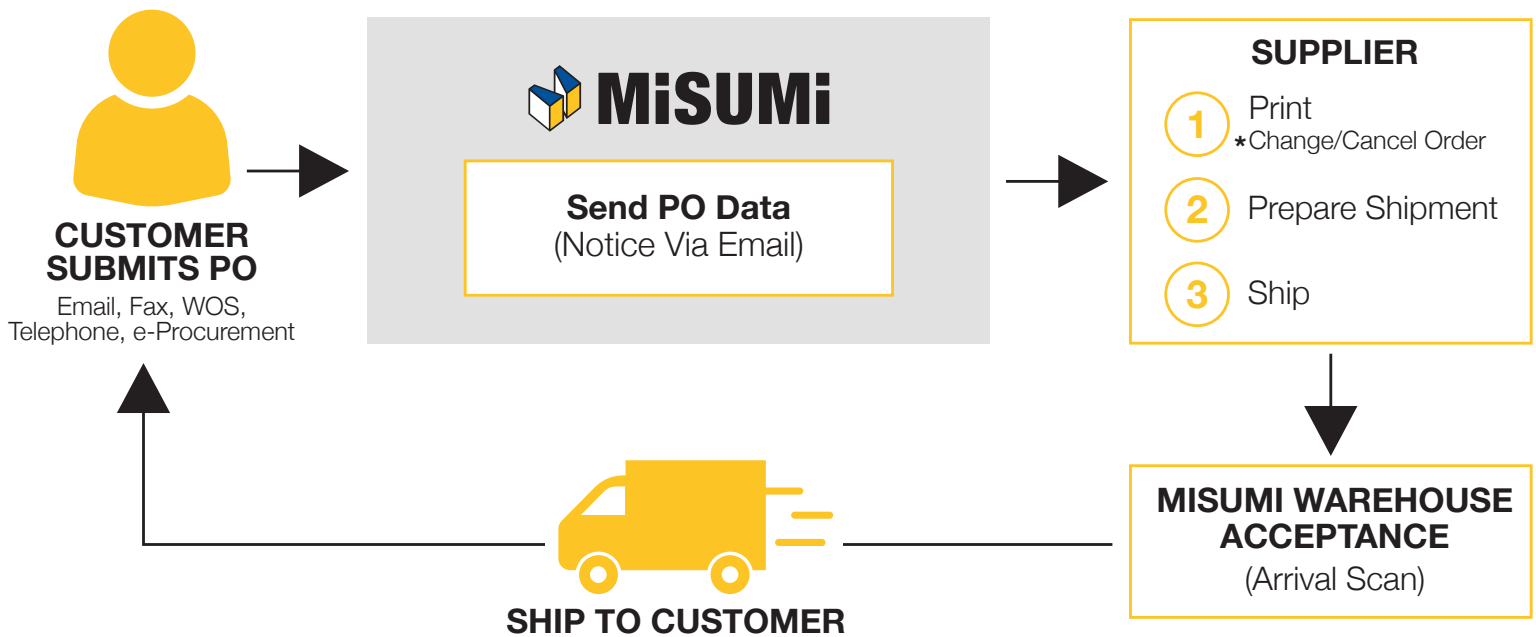 CUSTOMER
SUBMITS PO
Email, Fax, WOS,
Telephone, e-Procurement
MiSUMi
Send PO Data
(Notice Via Email)
SUPPLIER
1 Print
*Change/Cancel Order
2 Prepare Shipment
3 Ship
MISUMI WAREHOUSE
ACCEPTANCE
(Arrival Scan)
SHIP TO CUSTOMER